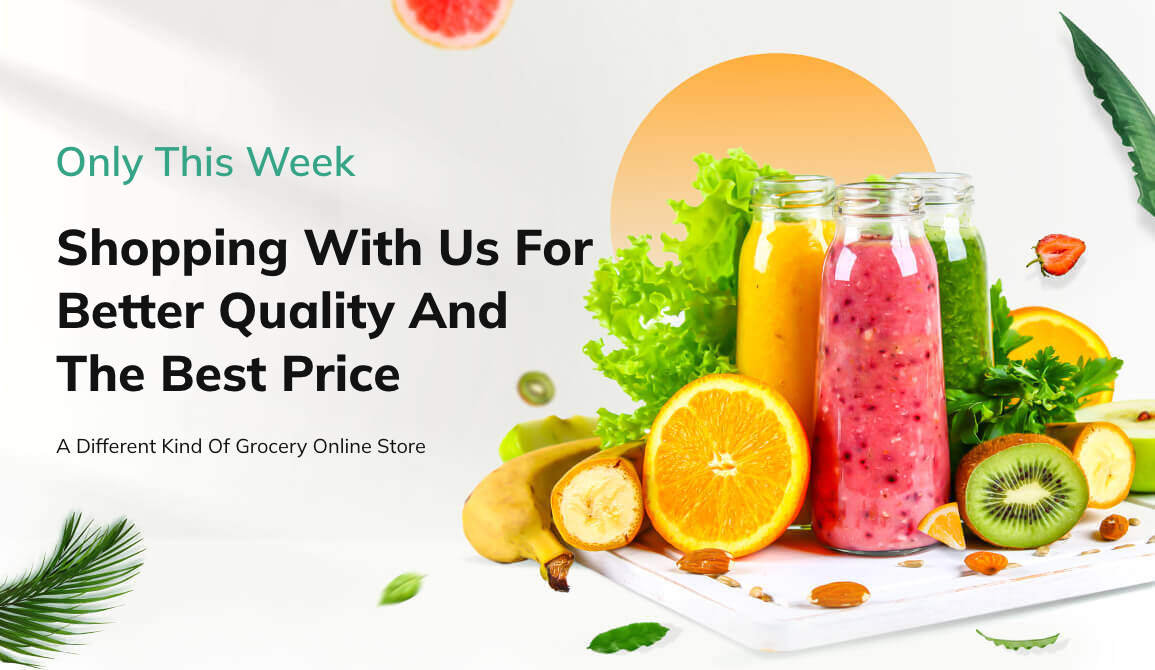 Only This Week
Shopping With Us For
Better Quality And
The Best Price
A Different Kind Of Grocery Online Store